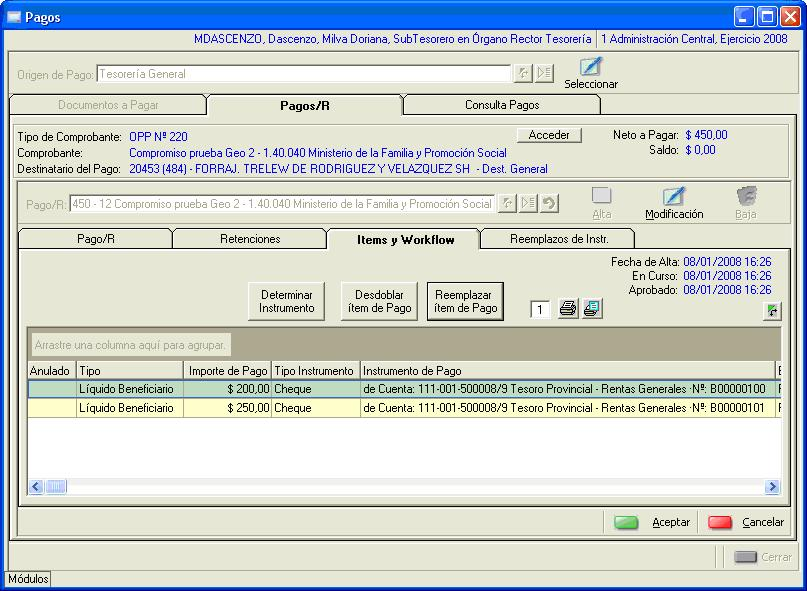 Pagos
MDASCENZO, Dascenzo, Milva Doriana, SubTesorero en Órgano Rector Tesorería 1 Administración Central, Ejercicio 2008
Origen de Pago: Tesorería General
Seleccionar
Documentos a Pagar Pagos/R Consulta Pagos
Tipo de Comprobante: OPP Nº 220 Acceder Neto a Pagar: $ 450,00
Comprobante: Compromiso prueba Geo 2 - 1.40.040 Ministerio de la Familia y Promoción Social Saldo: $ 0,00
Destinatario del Pago: 20453 (484) - FORRAJ. TRELEW DE RODRIGUEZ Y VELAZQUEZ SH - Dest. General
Pago/R: 450 - 12 Compromiso prueba Geo 2 - 1.40.040 Ministerio de la Familia y Promoción Social
Alta Modificación Baja
Pago/R Retenciones Items y Workflow Reemplazos de Instr.
Fecha de Alta: 08/01/2008 16:26
En Curso: 08/01/2008 16:26
Aprobado: 08/01/2008 16:26
Determinar Instrumento
Desdoblar ítem de Pago
Reemplazar ítem de Pago
1
Arrastre una columna aquí para agrupar.
Anulado Tipo Importe de Pago Tipo Instrumento Instrumento de Pago
Líquido Beneficiario $ 200,00 Cheque de Cuenta: 111-001-500008/9 Tesoro Provincial - Rentas Generales -Nº: B00000100
Líquido Beneficiario $ 250,00 Cheque de Cuenta: 111-001-500008/9 Tesoro Provincial - Rentas Generales -Nº: B00000101
Aceptar Cancelar
Cerrar
Módulos